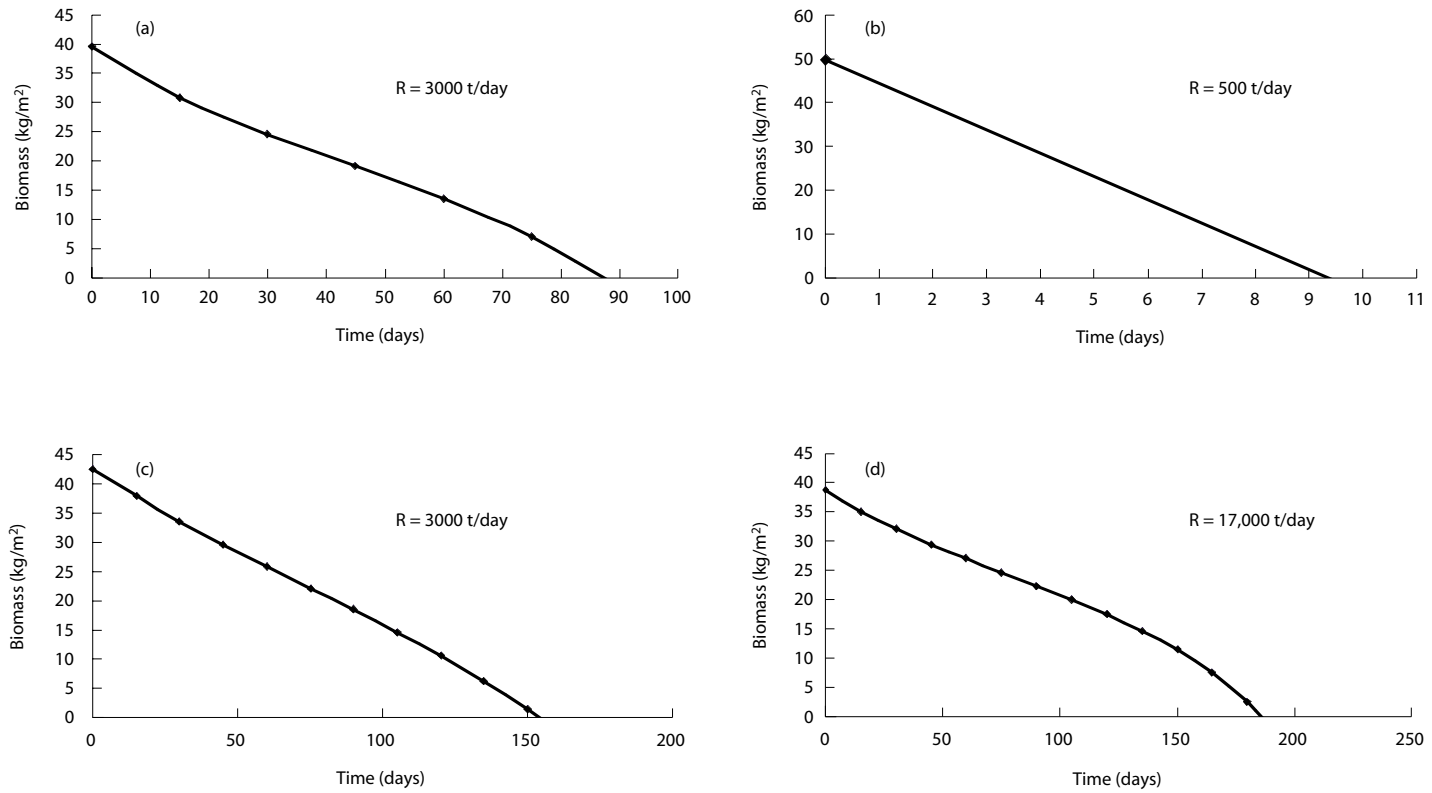 (a)
R = 3000 t/day
Biomass (kg/m²)
45
40
35
30
25
20
15
10
5
0
0 10 20 30 40 50 60 70 80 90 100
Time (days)
(b)
R = 500 t/day
Biomass (kg/m²)
60
50
40
30
20
10
0
0 1 2 3 4 5 6 7 8 9 10 11
Time (days)
(c)
R = 3000 t/day
Biomass (kg/m²)
45
40
35
30
25
20
15
10
5
0
0 50 100 150 200
Time (days)
(d)
R = 17,000 t/day
Biomass (kg/m²)
45
40
35
30
25
20
15
10
5
0
0 50 100 150 200 250
Time (days)